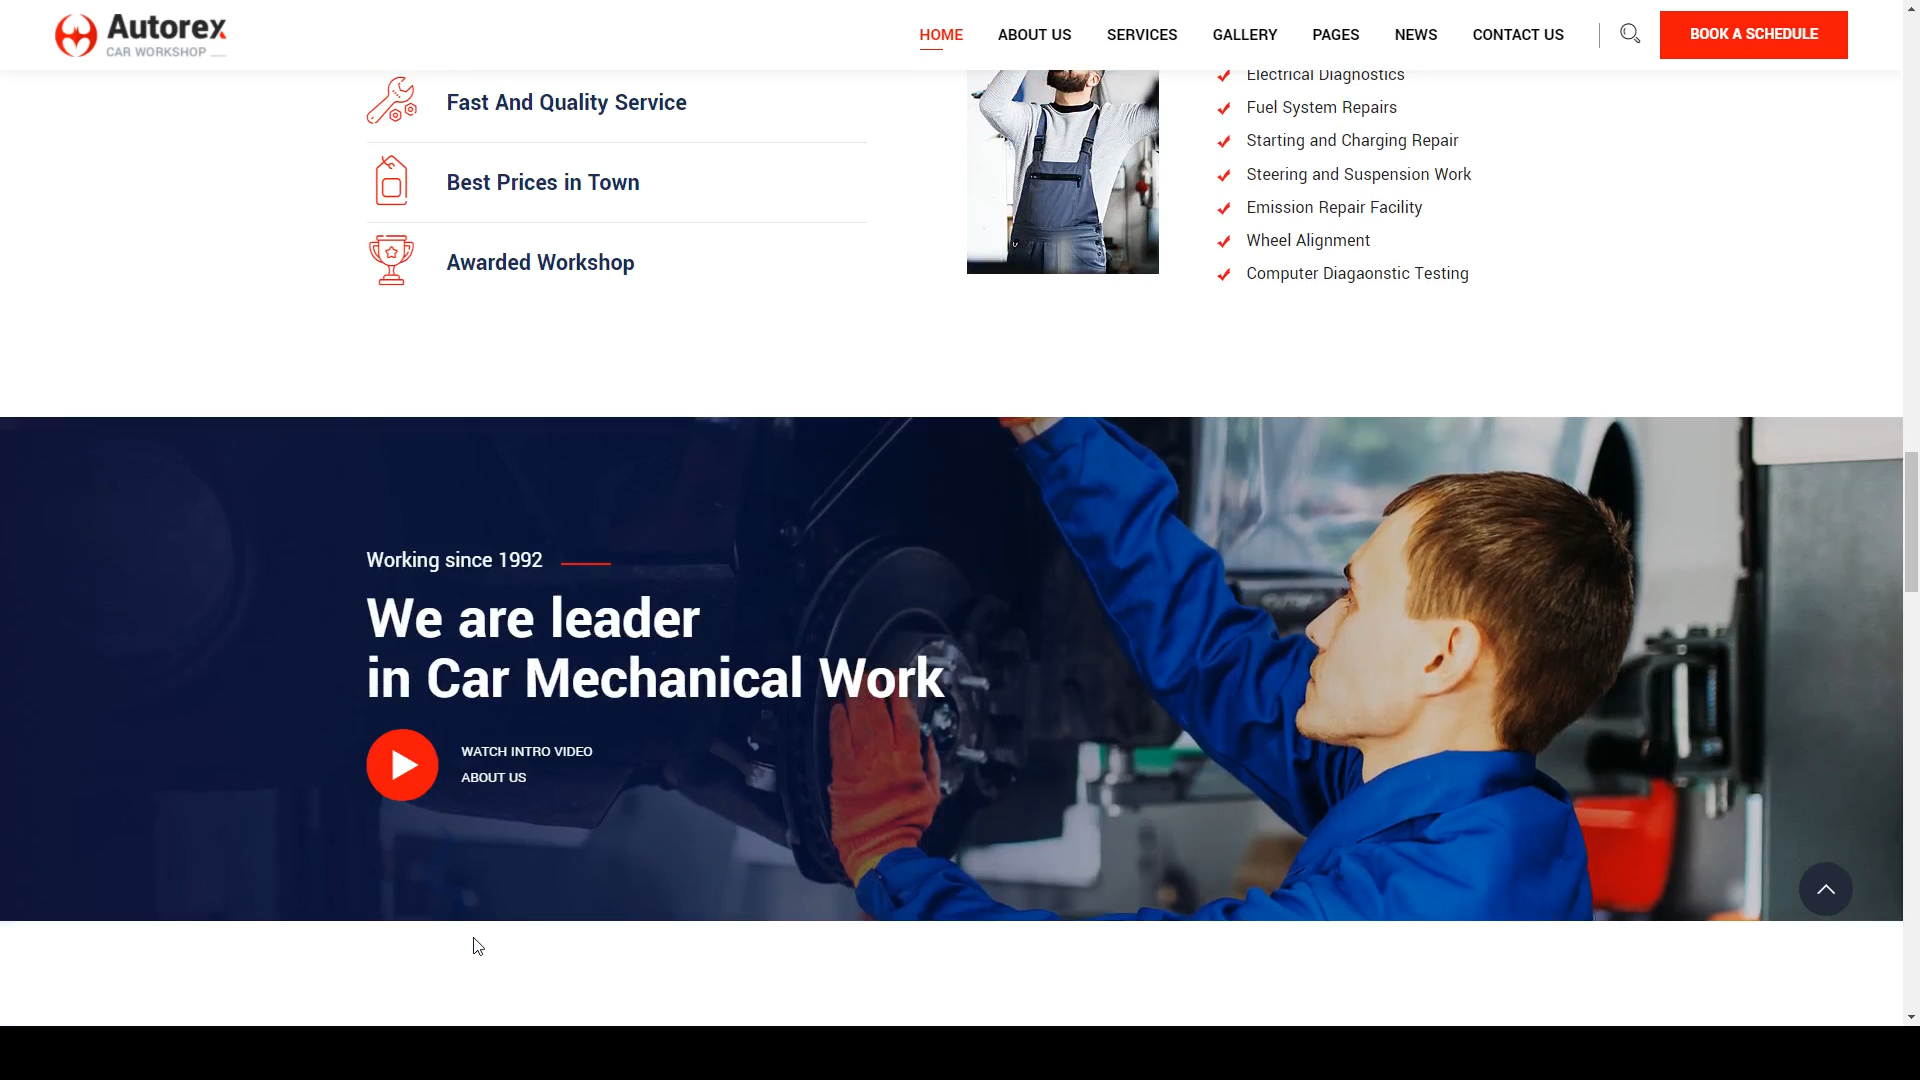 Autorex
CAR WORKSHOP
HOME
ABOUT US
SERVICES
GALLERY
PAGES
NEWS
CONTACT US
BOOK A SCHEDULE
Fast And Quality Service
Best Prices in Town
Awarded Workshop
Electrical Diagnostics
Fuel System Repairs
Starting and Charging Repair
Steering and Suspension Work
Emission Repair Facility
Wheel Alignment
Computer Diagaonstic Testing
Working since 1992
We are leader
in Car Mechanical Work
WATCH INTRO VIDEO
ABOUT US